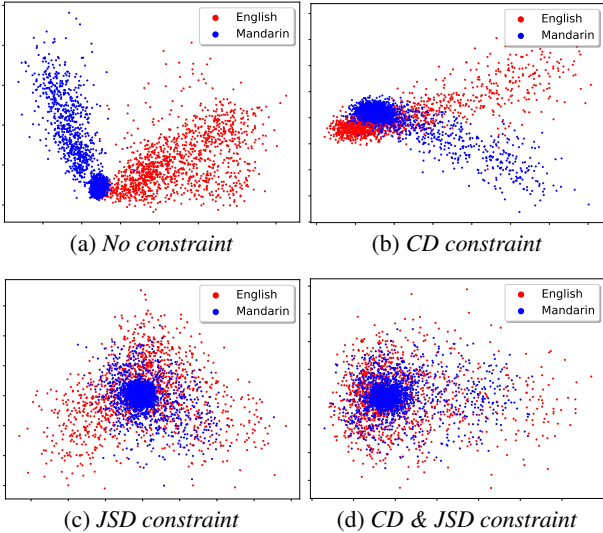 English
Mandarin
English
Mandarin
(a) No constraint
(b) CD constraint
English
Mandarin
English
Mandarin
(c) JSD constraint
(d) CD & JSD constraint